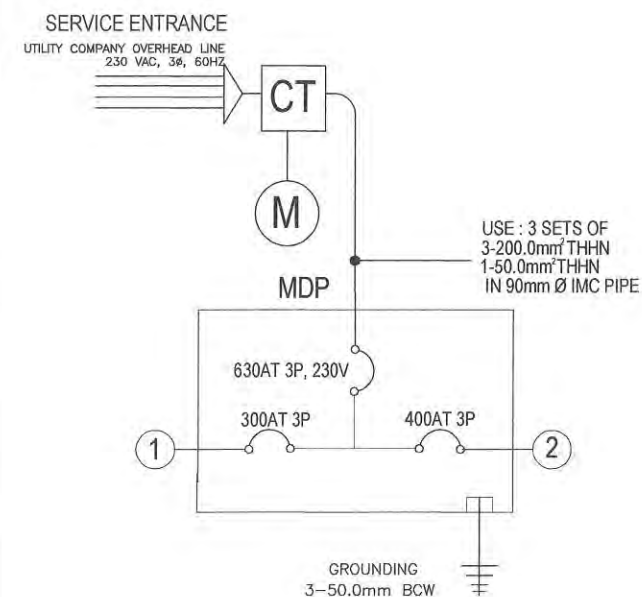 SERVICE ENTRANCE
UTILITY COMPANY OVERHEAD LINE
230 VAC, 3ø, 60HZ
CT
M
USE : 3 SETS OF
3-200.0mm² THHN
1-50.0mm² THHN
IN 90mm Ø IMC PIPE
MDP
630AT 3P, 230V
300AT 3P
400AT 3P
1
2
GROUNDING
3-50.0mm BCW